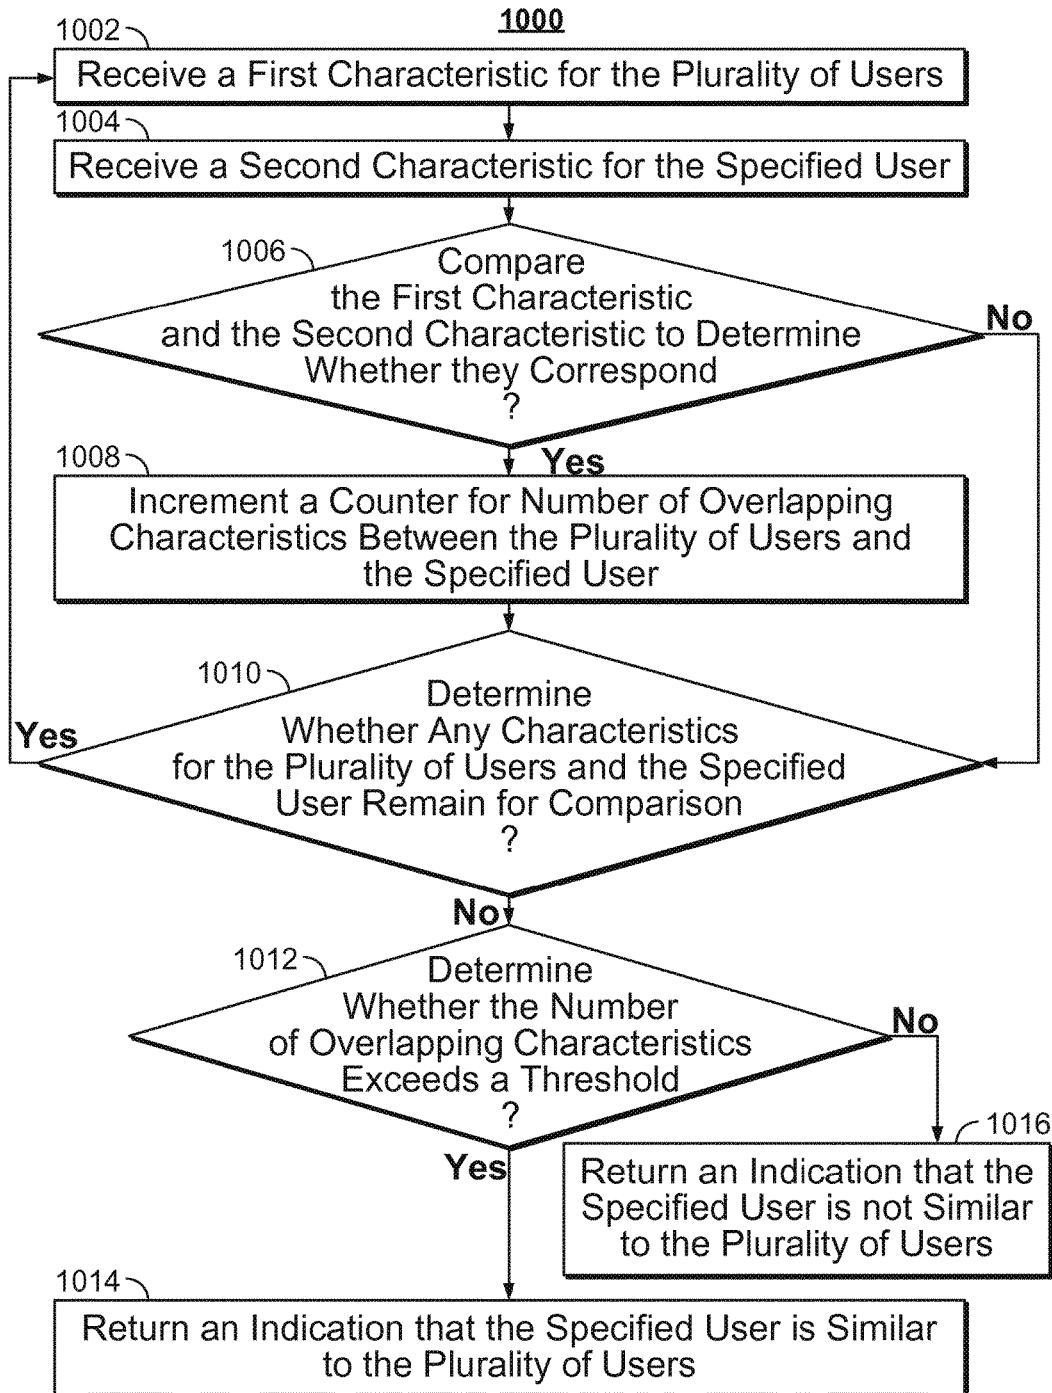 1000
1002
Receive a First Characteristic for the Plurality of Users
1004
Receive a Second Characteristic for the Specified User
1006
Compare
the First Characteristic
and the Second Characteristic to Determine
Whether they Correspond
?
No
Yes
1008
Increment a Counter for Number of Overlapping
Characteristics Between the Plurality of Users and
the Specified User
1010
Determine
Whether Any Characteristics
for the Plurality of Users and the Specified
User Remain for Comparison
?
Yes
No
1012
Determine
Whether the Number
of Overlapping Characteristics
Exceeds a Threshold
?
No
Yes
1016
Return an Indication that the
Specified User is not Similar
to the Plurality of Users
1014
Return an Indication that the Specified User is Similar
to the Plurality of Users